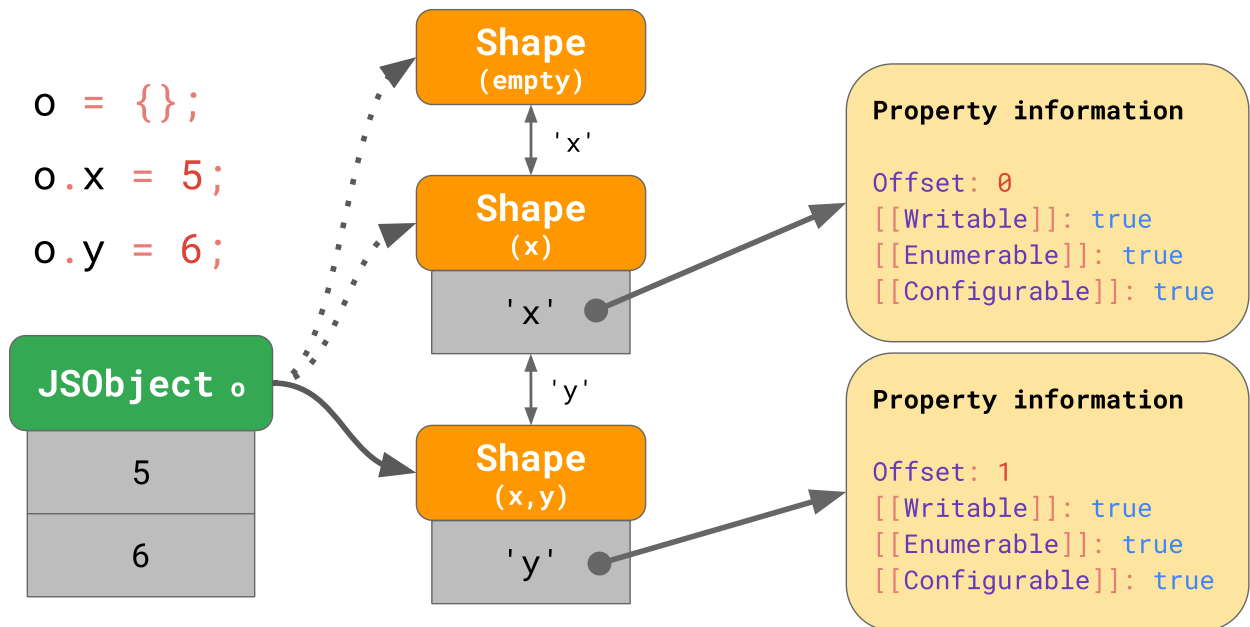 o = {};
o.x = 5;
o.y = 6;
JSObject o
5
6
Shape
(empty)
'x'
Shape
(x)
'x'
'y'
Shape
(x,y)
'y'
Property information
Offset: 0
[[Writable]]: true
[[Enumerable]]: true
[[Configurable]]: true
Property information
Offset: 1
[[Writable]]: true
[[Enumerable]]: true
[[Configurable]]: true